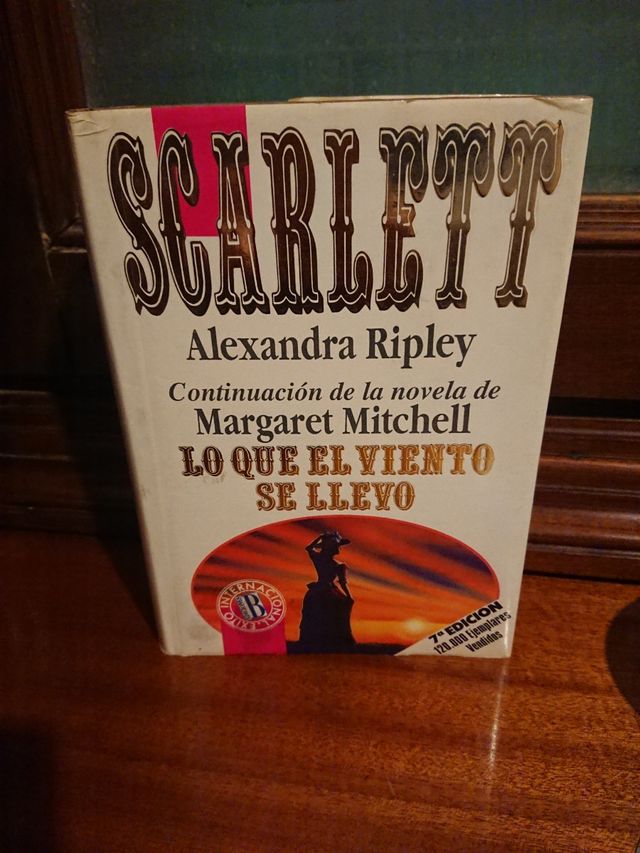 SCARLETT
Alexandra Ripley
Continuación de la novela de
Margaret Mitchell
LO QUE EL VIENTO
SE LLEVO
EXITO INTERNACIONAL
B
7ª EDICION
120.000 Ejemplares
Vendidos